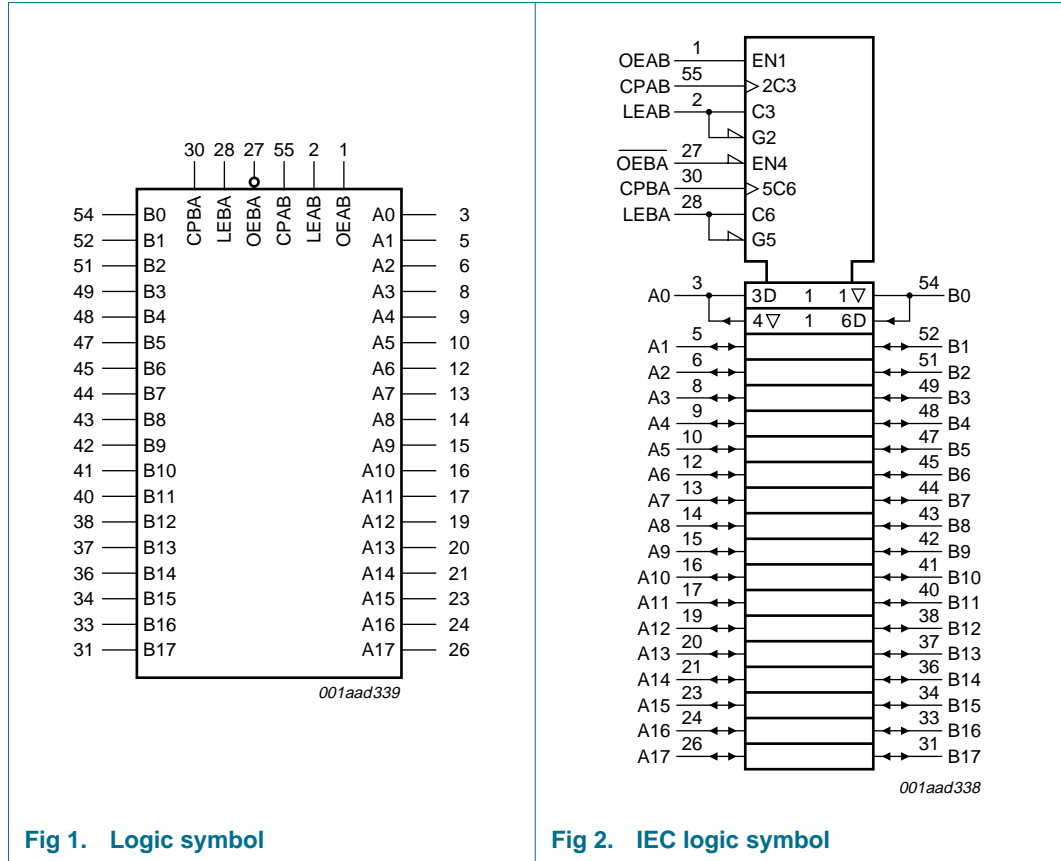 30 28 27 55 2 1
CPBA LEBA OEBA CPAB LEAB OEAB
54 B0 A0 3
52 B1 A1 5
51 B2 A2 6
49 B3 A3 8
48 B4 A4 9
47 B5 A5 10
45 B6 A6 12
44 B7 A7 13
43 B8 A8 14
42 B9 A9 15
41 B10 A10 16
40 B11 A11 17
38 B12 A12 19
37 B13 A13 20
36 B14 A14 21
34 B15 A15 23
33 B16 A16 24
31 B17 A17 26
001aad339
Fig 1. Logic symbol
OEAB 1 EN1
CPAB 55 2C3
LEAB 2 C3
G2
OEBA 27 EN4
CPBA 30 5C6
LEBA 28 C6
G5
A0 3 3D 1 1 ▽ 54 B0
4 ▽ 1 6D
A1 5 52 B1
A2 6 51 B2
A3 8 49 B3
A4 9 48 B4
A5 10 47 B5
A6 12 45 B6
A7 13 44 B7
A8 14 43 B8
A9 15 42 B9
A10 16 41 B10
A11 17 40 B11
A12 19 38 B12
A13 20 37 B13
A14 21 36 B14
A15 23 34 B15
A16 24 33 B16
A17 26 31 B17
001aad338
Fig 2. IEC logic symbol